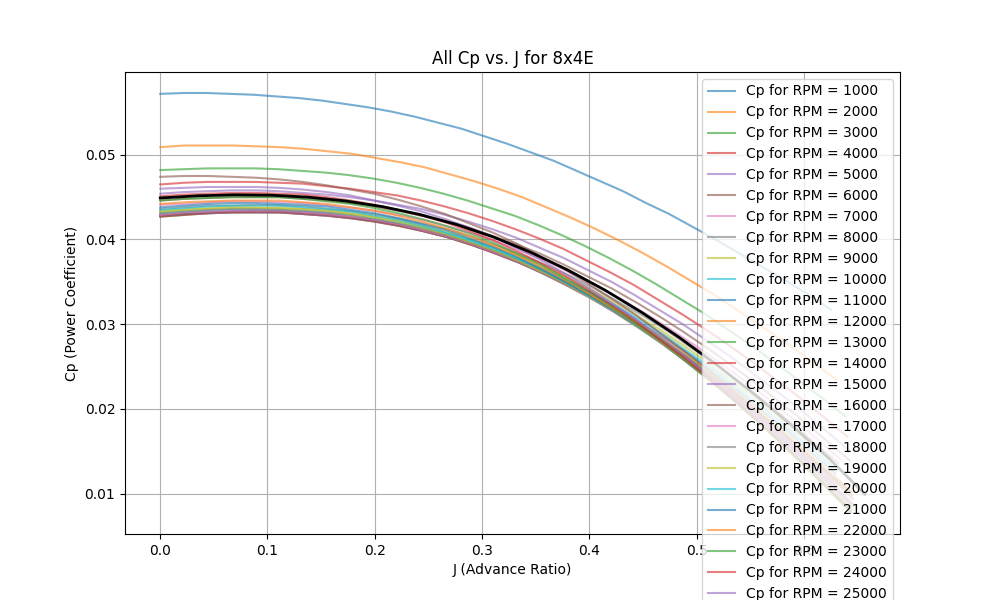 All Cp vs. J for 8x4E
Cp (Power Coefficient)
0.05
0.04
0.03
0.02
0.01
0.0 0.1 0.2 0.3 0.4 0.5
J (Advance Ratio)
Cp for RPM = 1000
Cp for RPM = 2000
Cp for RPM = 3000
Cp for RPM = 4000
Cp for RPM = 5000
Cp for RPM = 6000
Cp for RPM = 7000
Cp for RPM = 8000
Cp for RPM = 9000
Cp for RPM = 10000
Cp for RPM = 11000
Cp for RPM = 12000
Cp for RPM = 13000
Cp for RPM = 14000
Cp for RPM = 15000
Cp for RPM = 16000
Cp for RPM = 17000
Cp for RPM = 18000
Cp for RPM = 19000
Cp for RPM = 20000
Cp for RPM = 21000
Cp for RPM = 22000
Cp for RPM = 23000
Cp for RPM = 24000
Cp for RPM = 25000